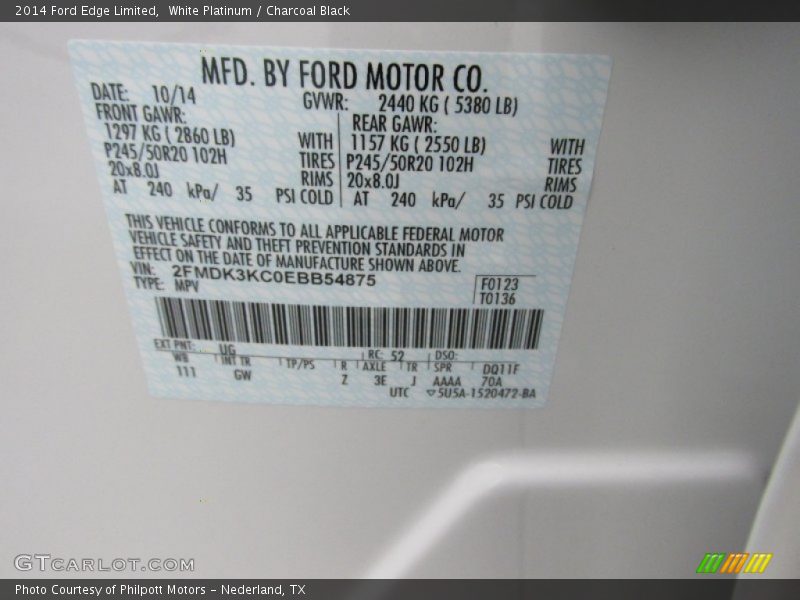 2014 Ford Edge Limited,  White Platinum / Charcoal Black
MFD. BY FORD MOTOR CO.
DATE: 10/14 GVWR: 2440 KG ( 5380 LB)
FRONT GAWR: REAR GAWR:
1297 KG ( 2860 LB) WITH 1157 KG ( 2550 LB) WITH
P245/50R20 102H TIRES P245/50R20 102H TIRES
20x8.0J RIMS 20x8.0J RIMS
AT 240 kPa/ 35 PSI COLD AT 240 kPa/ 35 PSI COLD
THIS VEHICLE CONFORMS TO ALL APPLICABLE FEDERAL MOTOR
VEHICLE SAFETY AND THEFT PREVENTION STANDARDS IN
EFFECT ON THE DATE OF MANUFACTURE SHOWN ABOVE.
VIN: 2FMDK3KC0EBB54875 F0123
TYPE: MPV T0136
EXT PNT: UG RC: 52 DSO:
WB INT TR TP/PS R AXLE TR SPR DQ11F
111 GW Z 3E J AAAA 70A
UTC ▽5U5A-1520472-BA
GTCARLOT.COM
Photo Courtesy of Philpott Motors - Nederland, TX